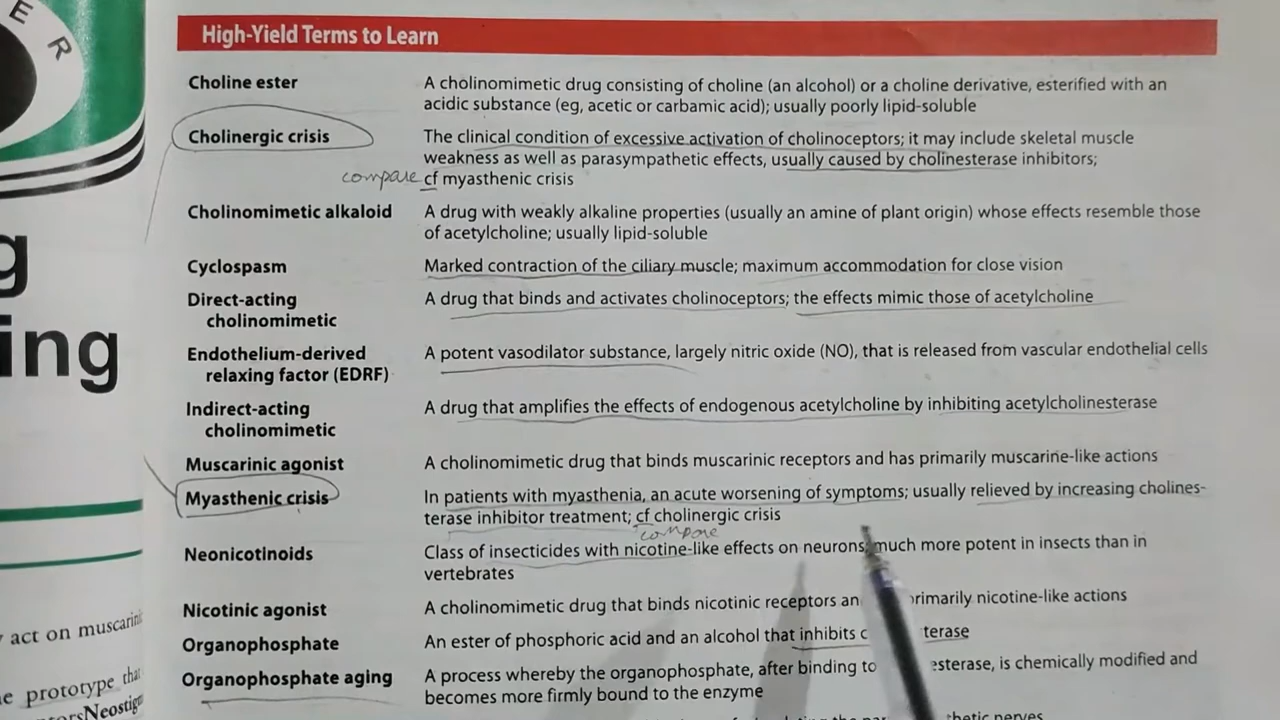 E R
High-Yield Terms to Learn
Choline ester A cholinomimetic drug consisting of choline (an alcohol) or a choline derivative, esterified with an
acidic substance (eg, acetic or carbamic acid); usually poorly lipid-soluble
Cholinergic crisis The clinical condition of excessive activation of cholinoceptors; it may include skeletal muscle
weakness as well as parasympathetic effects, usually caused by cholinesterase inhibitors;
compare cf myasthenic crisis
Cholinomimetic alkaloid A drug with weakly alkaline properties (usually an amine of plant origin) whose effects resemble those
of acetylcholine; usually lipid-soluble
Cyclospasm Marked contraction of the ciliary muscle; maximum accommodation for close vision
Direct-acting A drug that binds and activates cholinoceptors; the effects mimic those of acetylcholine
cholinomimetic
Endothelium-derived A potent vasodilator substance, largely nitric oxide (NO), that is released from vascular endothelial cells
relaxing factor (EDRF)
Indirect-acting A drug that amplifies the effects of endogenous acetylcholine by inhibiting acetylcholinesterase
cholinomimetic
Muscarinic agonist A cholinomimetic drug that binds muscarinic receptors and has primarily muscarine-like actions
Myasthenic crisis In patients with myasthenia, an acute worsening of symptoms; usually relieved by increasing cholines-
terase inhibitor treatment; cf cholinergic crisis
compare
Neonicotinoids Class of insecticides with nicotine-like effects on neurons; much more potent in insects than in
vertebrates
Nicotinic agonist A cholinomimetic drug that binds nicotinic receptors an primarily nicotine-like actions
Organophosphate An ester of phosphoric acid and an alcohol that inhibits c terase
Organophosphate aging A process whereby the organophosphate, after binding to esterase, is chemically modified and
becomes more firmly bound to the enzyme
g
ing
act on muscarini
e prototype that
torsNeostig